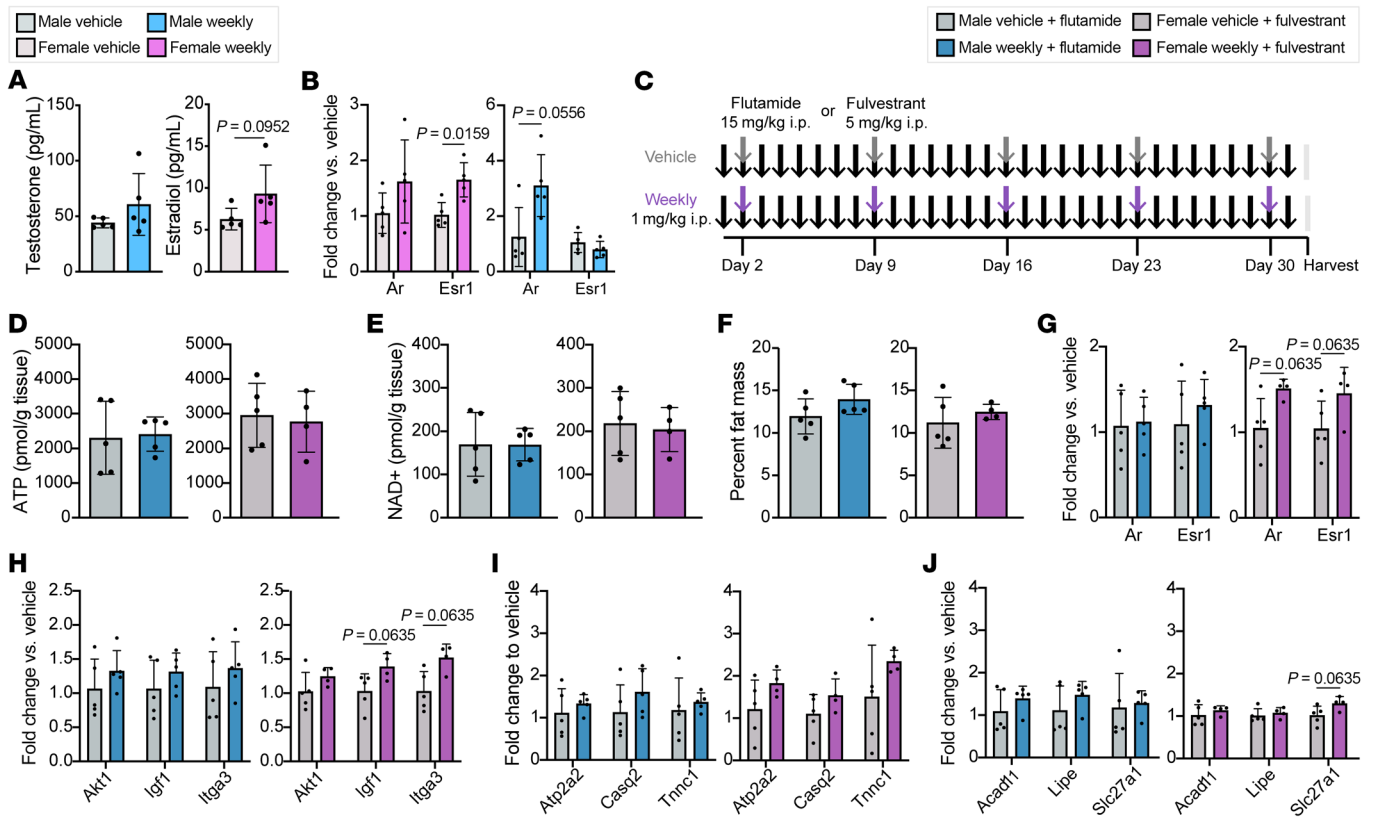 Male vehicle Male weekly
Female vehicle Female weekly
Male vehicle + flutamide Female vehicle + fulvestrant
Male weekly + flutamide Female weekly + fulvestrant
A
Testosterone (pg/mL)
150
100
50
0
Estradiol (pg/mL)
20
15
10
5
0
P = 0.0952
B
Fold change vs. vehicle
3
2
1
0
P = 0.0159
Ar Esr1
6
4
2
0
P = 0.0556
Ar Esr1
C
Flutamide or Fulvestrant
15 mg/kg i.p. 5 mg/kg i.p.
Vehicle
Weekly
1 mg/kg i.p.
Day 2 Day 9 Day 16 Day 23 Day 30 Harvest
D
ATP (pmol/g tissue)
5000
4000
3000
2000
1000
0
5000
4000
3000
2000
1000
0
E
NAD+ (pmol/g tissue)
400
300
200
100
0
400
300
200
100
0
F
Percent fat mass
20
15
10
5
0
20
15
10
5
0
G
Fold change vs. vehicle
2
1
0
Ar Esr1
2
1
0
P = 0.0635
P = 0.0635
Ar Esr1
H
Fold change vs. vehicle
2.5
2.0
1.5
1.0
0.5
0.0
Akt1 Igf1 Itga3
2.5
2.0
1.5
1.0
0.5
0.0
P = 0.0635
P = 0.0635
Akt1 Igf1 Itga3
I
Fold change to vehicle
4
3
2
1
0
Atp2a2 Casq2 Tnnc1
4
3
2
1
0
Atp2a2 Casq2 Tnnc1
J
Fold change vs. vehicle
4
3
2
1
0
Acad11 Lipe Slc27a1
4
3
2
1
0
P = 0.0635
Acad11 Lipe Slc27a1